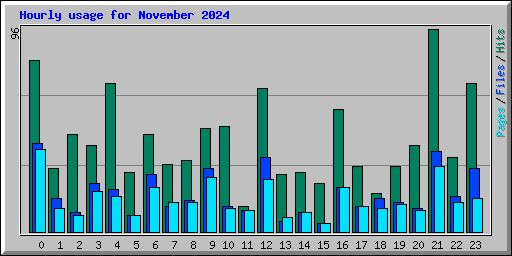 Hourly usage for November 2024
96
Pages / Files / Hits
0 1 2 3 4 5 6 7 8 9 10 11 12 13 14 15 16 17 18 19 20 21 22 23